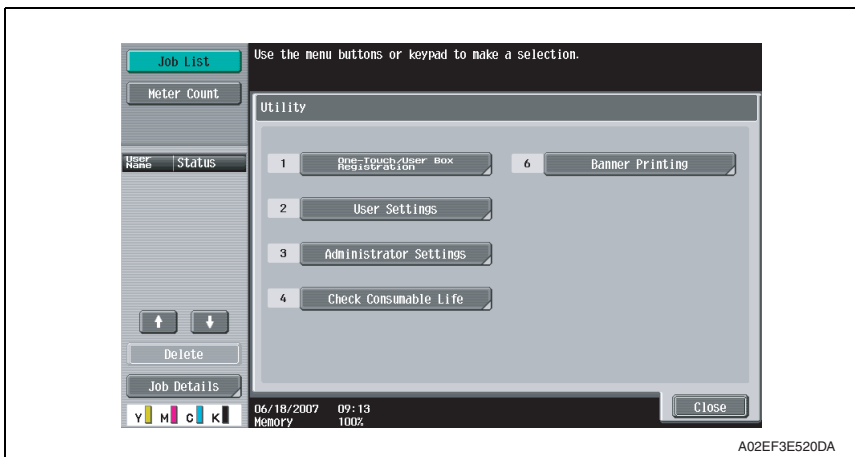 Job List
Use the menu buttons or keypad to make a selection.
Meter Count
Utility
User Name
Status
1 One-Touch/User Box Registration
6 Banner Printing
2 User Settings
3 Administrator Settings
4 Check Consumable Life
Delete
Job Details
Y M C K
06/18/2007 09:13
Memory 100%
Close
A02EF3E520DA